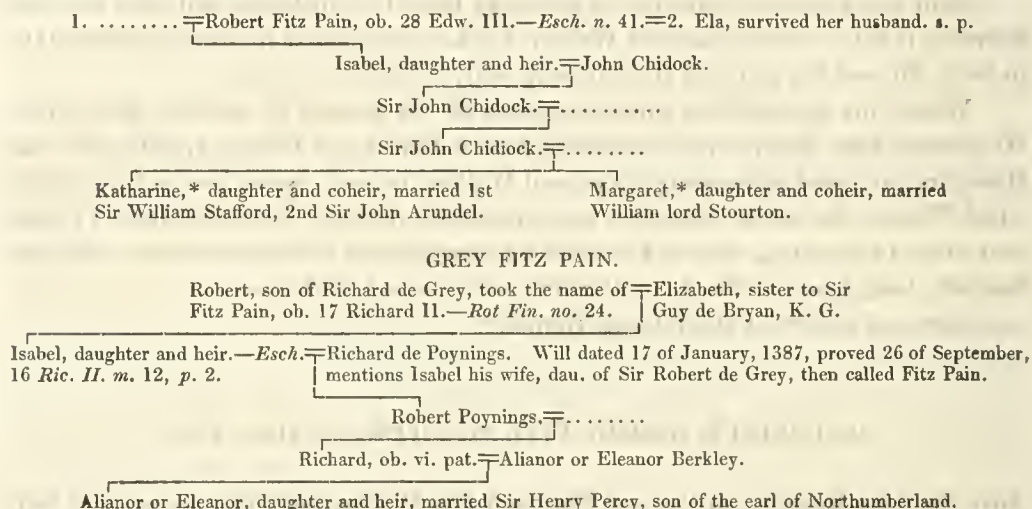 1. ........ Robert Fitz Pain, ob. 28 Edw. III.—Esch. n. 41.=2. Ela, survived her husband. s. p.
Isabel, daughter and heir.=John Chidock.
Sir John Chidock.=.........
Sir John Chidiock.=........
Katharine,* daughter and coheir, married 1st
Sir William Stafford, 2nd Sir John Arundel.
Margaret,* daughter and coheir, married
William lord Stourton.
GREY FITZ PAIN.
Robert, son of Richard de Grey, took the name of=Elizabeth, sister to Sir
Fitz Pain, ob. 17 Richard II.—Rot Fin. no. 24. Guy de Bryan, K. G.
Isabel, daughter and heir.—Esch.=Richard de Poynings. Will dated 17 of January, 1387, proved 26 of September,
16 Ric. II. m. 12, p. 2. mentions Isabel his wife, dau. of Sir Robert de Grey, then called Fitz Pain.
Robert Poynings.=........
Richard, ob. vi. pat.=Alianor or Eleanor Berkley.
Alianor or Eleanor, daughter and heir, married Sir Henry Percy, son of the earl of Northumberland.